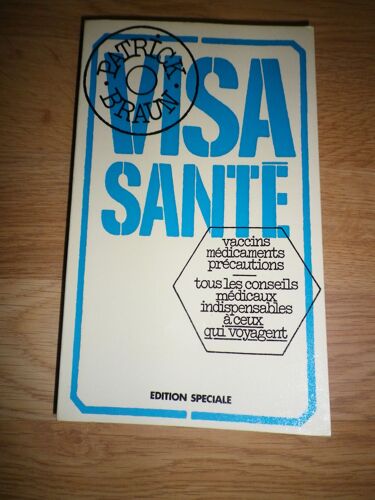 PATRICK
BRAUN
VISA
SANTÉ
vaccins
médicaments
précautions
tous les conseils
médicaux
indispensables
à ceux
qui voyagent
EDITION SPECIALE